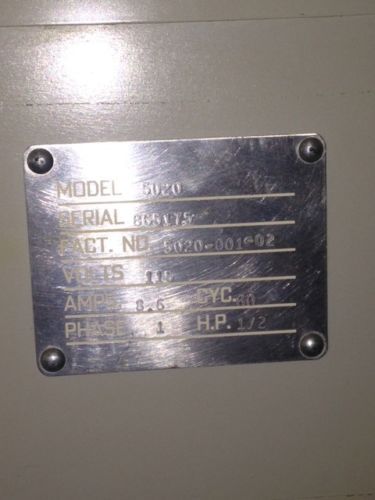 MODEL 5020
SERIAL
FACT. NO. 5020-001-02
VOLTS 115
AMPS 8.6 CYC. 60
PHASE 1 H.P. 1/2